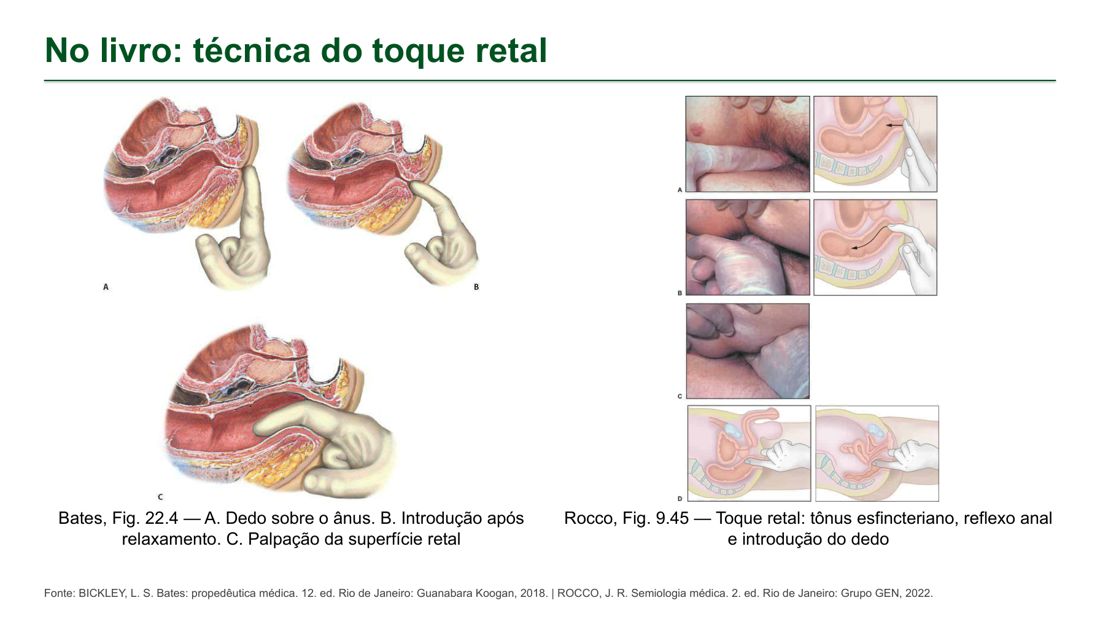 No livro: técnica do toque retal
A
B
C
Bates, Fig. 22.4 — A. Dedo sobre o ânus. B. Introdução após
relaxamento. C. Palpação da superfície retal
A
B
C
D
Rocco, Fig. 9.45 — Toque retal: tônus esfincteriano, reflexo anal
e introdução do dedo
Fonte: BICKLEY, L. S. Bates: propedêutica médica. 12. ed. Rio de Janeiro: Guanabara Koogan, 2018. | ROCCO, J. R. Semiologia médica. 2. ed. Rio de Janeiro: Grupo GEN, 2022.